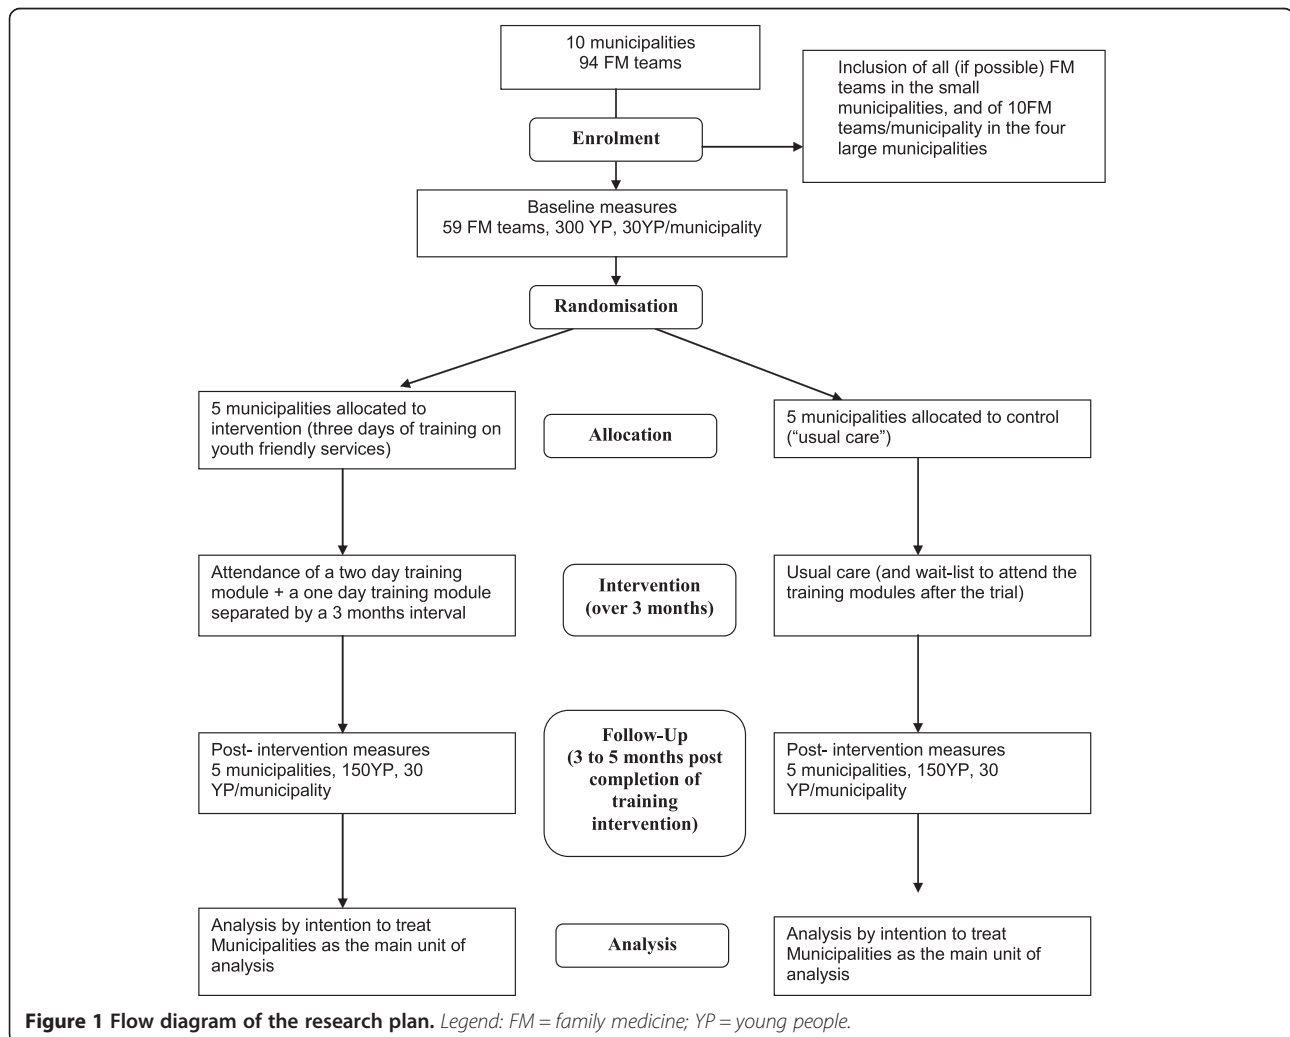 10 municipalities
94 FM teams
Inclusion of all (if possible) FM
teams in the small
municipalities, and of 10FM
teams/municipality in the four
large municipalities
Enrolment
Baseline measures
59 FM teams, 300 YP, 30YP/municipality
Randomisation
5 municipalities allocated to
intervention (three days of training on
youth friendly services)
Allocation
5 municipalities allocated to control
(“usual care”)
Attendance of a two day training
module + a one day training module
separated by a 3 months interval
Intervention
(over 3 months)
Usual care (and wait-list to attend the
training modules after the trial)
Post- intervention measures
5 municipalities, 150YP, 30
YP/municipality
Follow-Up
(3 to 5 months post
completion of
training
intervention)
Post- intervention measures
5 municipalities, 150YP, 30
YP/municipality
Analysis by intention to treat
Municipalities as the main unit of
analysis
Analysis
Analysis by intention to treat
Municipalities as the main unit of
analysis
Figure 1 Flow diagram of the research plan. Legend: FM = family medicine; YP = young people.